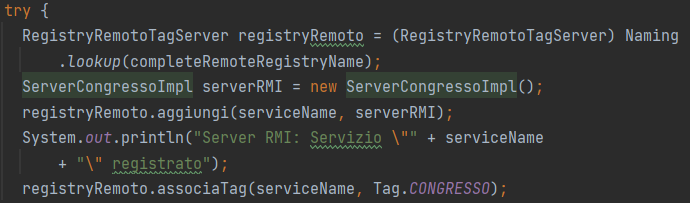 try {
RegistryRemotoTagServer registryRemoto = (RegistryRemotoTagServer) Naming
.lookup(completeRemoteRegistryName);
ServerCongressoImpl serverRMI = new ServerCongressoImpl();
registryRemoto.aggiungi(serviceName, serverRMI);
System.out.println("Server RMI: Servizio \"" + serviceName
+ "\" registrato");
registryRemoto.associaTag(serviceName, Tag.CONGRESSO);